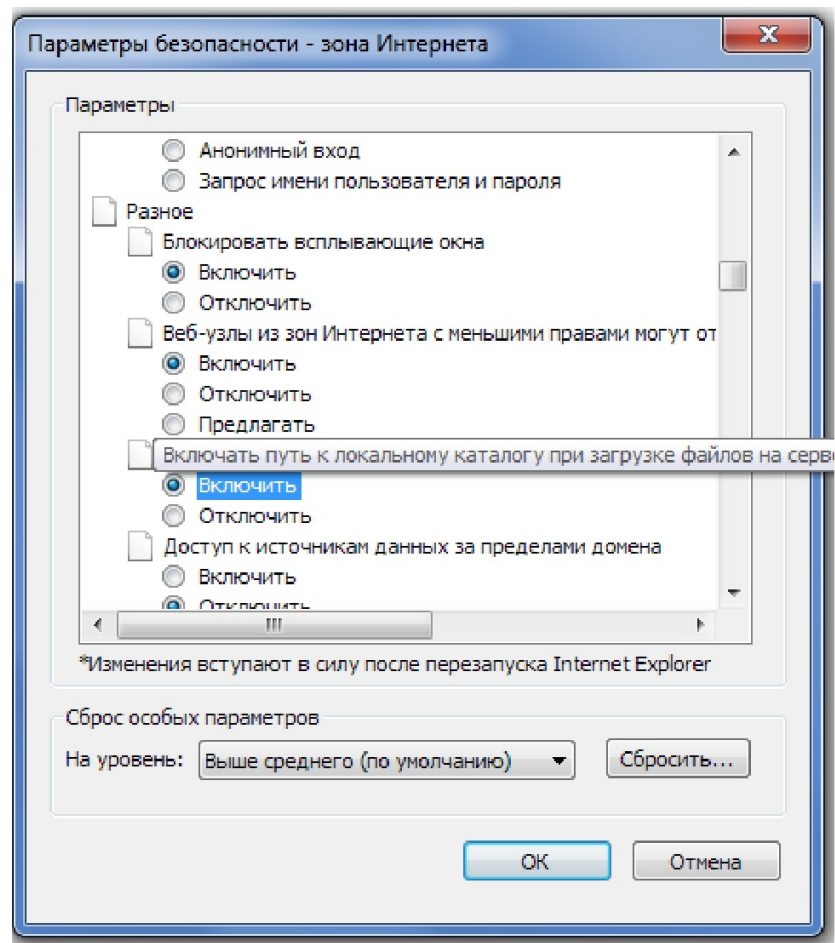 Параметры безопасности - зона Интернета
Параметры
Анонимный вход
Запрос имени пользователя и пароля
Разное
Блокировать всплывающие окна
Включить
Отключить
Веб-узлы из зон Интернета с меньшими правами могут от
Включить
Отключить
Предлагать
Включать путь к локальному каталогу при загрузке файлов на серв
Включить
Отключить
Доступ к источникам данных за пределами домена
Включить
Отключить
*Изменения вступают в силу после перезапуска Internet Explorer
Сброс особых параметров
На уровень: Выше среднего (по умолчанию) Сбросить...
ОК Отмена